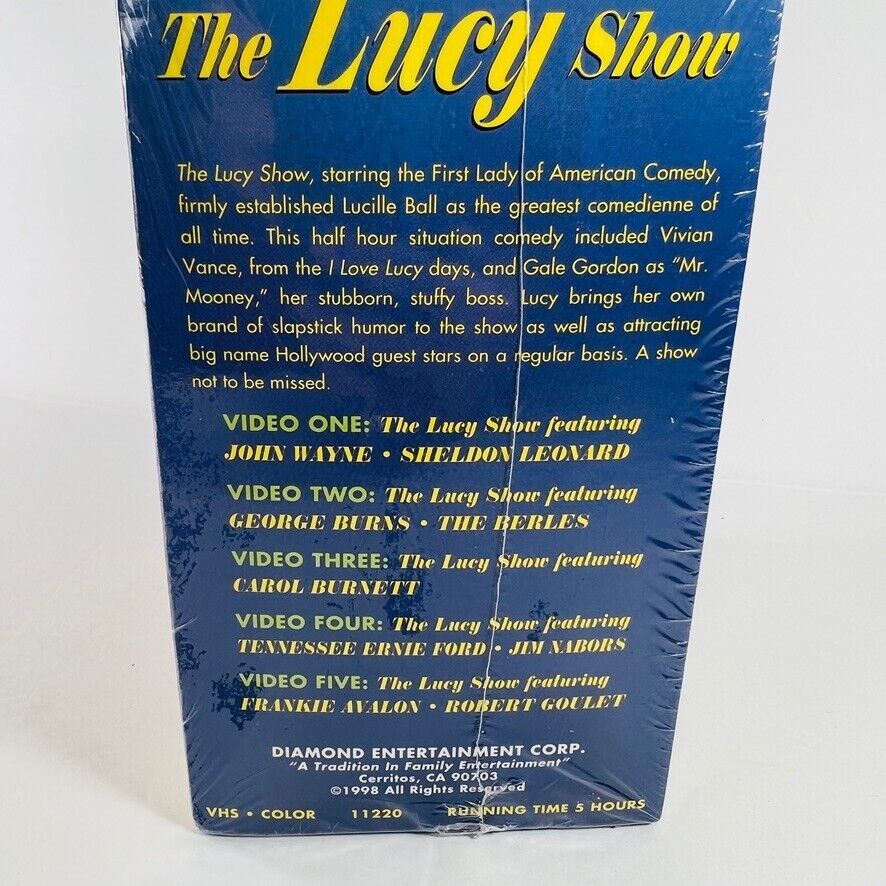 The Lucy Show
The Lucy Show, starring the First Lady of American Comedy,
firmly established Lucille Ball as the greatest comedienne of
all time. This half hour situation comedy included Vivian
Vance, from the I Love Lucy days, and Gale Gordon as "Mr.
Mooney," her stubborn, stuffy boss. Lucy brings her own
brand of slapstick humor to the show as well as attracting
big name Hollywood guest stars on a regular basis. A show
not to be missed.
VIDEO ONE: The Lucy Show featuring
JOHN WAYNE • SHELDON LEONARD
VIDEO TWO: The Lucy Show featuring
GEORGE BURNS • THE BERLES
VIDEO THREE: The Lucy Show featuring
CAROL BURNETT
VIDEO FOUR: The Lucy Show featuring
TENNESSEE ERNIE FORD • JIM NABORS
VIDEO FIVE: The Lucy Show featuring
FRANKIE AVALON • ROBERT GOULET
DIAMOND ENTERTAINMENT CORP.
"A Tradition In Family Entertainment"
Cerritos, CA 90703
©1998 All Rights Reserved
VHS • COLOR 11220 RUNNING TIME 5 HOURS